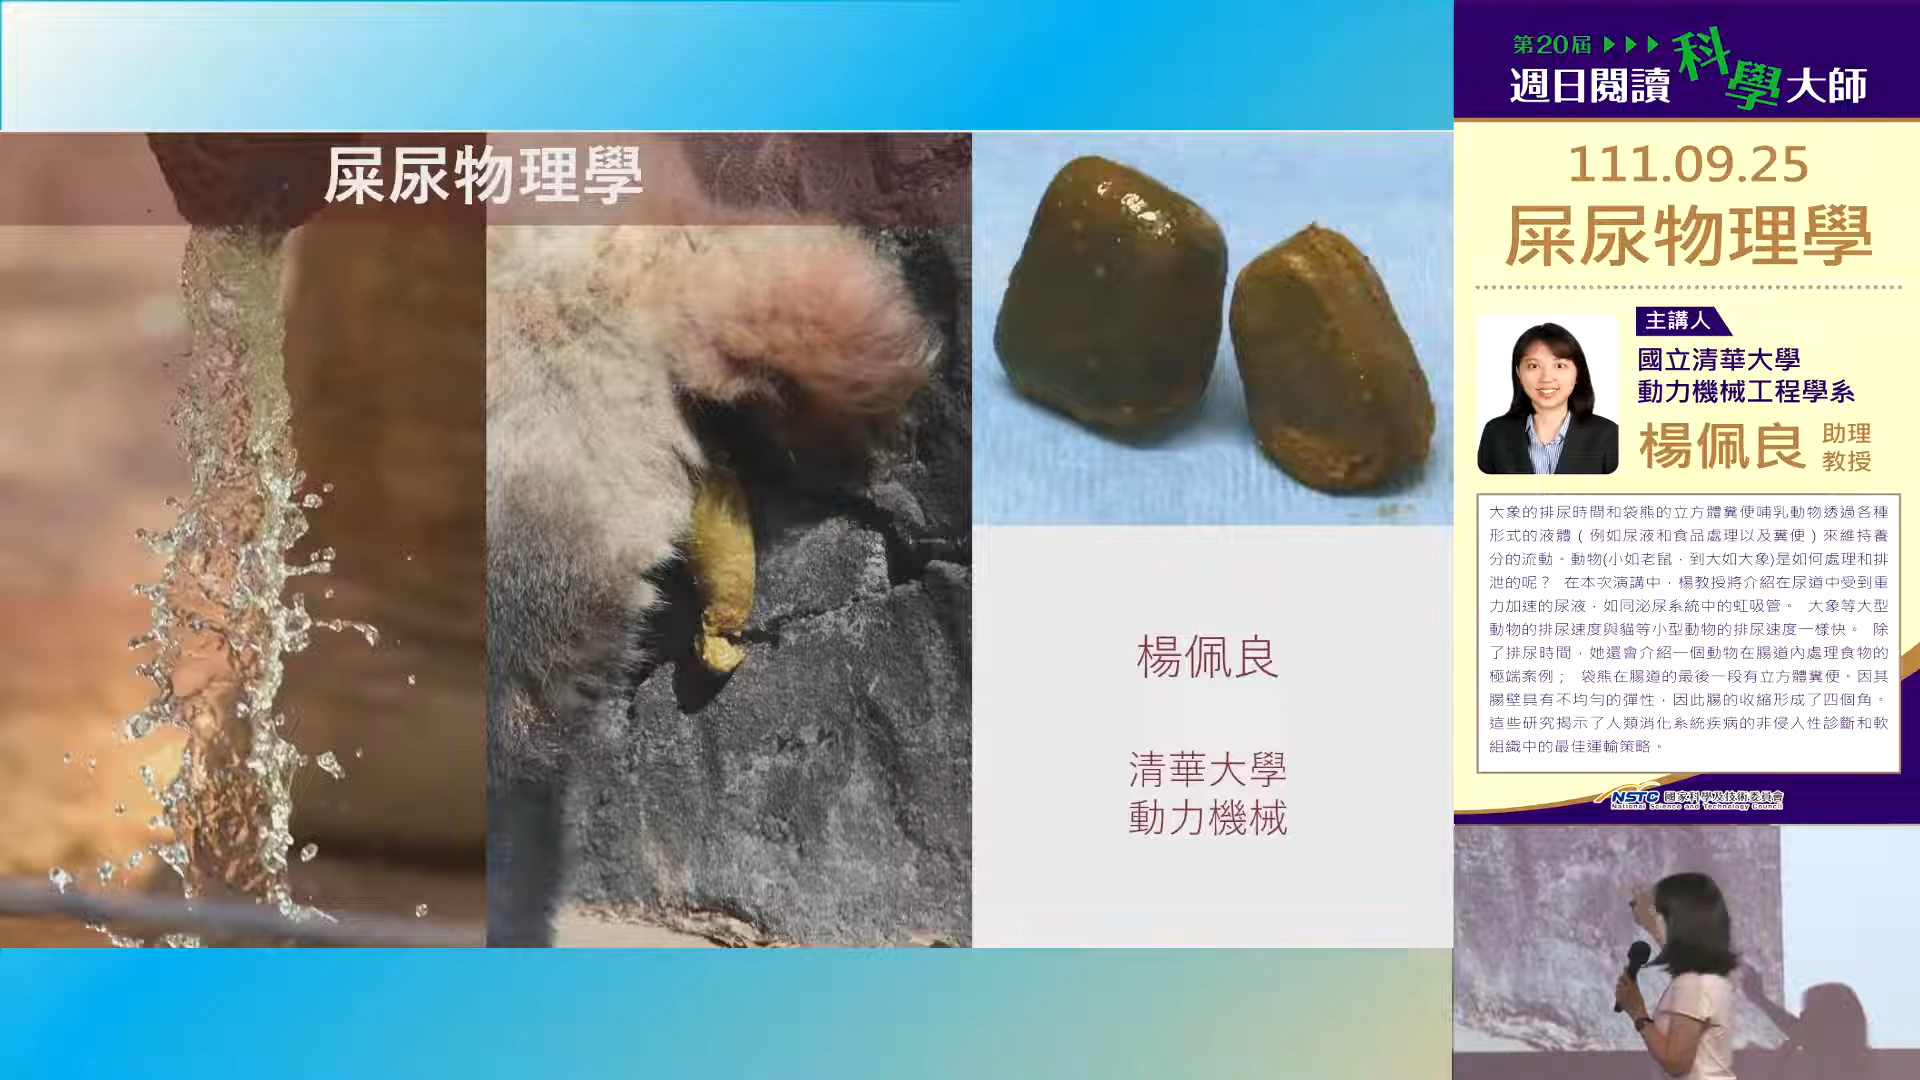 屎尿物理學
楊佩良
清華大學
動力機械
第20屆
週日閱讀科學大師
111.09.25
屎尿物理學
主講人
國立清華大學
動力機械工程學系
楊佩良 助理教授
大象的排尿時間和袋熊的立方體糞便哺乳動物透過各種
形式的液體(例如尿液和食品處理以及糞便)來維持養
分的流動。動物(小如老鼠，到大如大象)是如何處理和排
泄的呢？ 在本次演講中，楊教授將介紹在尿道中受到重
力加速的尿液，如同泌尿系統中的虹吸管。 大象等大型
動物的排尿速度與貓等小型動物的排尿速度一樣快。 除
了排尿時間，她還會介紹一個動物在腸道內處理食物的
極端案例； 袋熊在腸道的最後一段有立方體糞便。因其
腸壁具有不均勻的彈性，因此腸的收縮形成了四個角。
這些研究揭示了人類消化系統疾病的非侵入性診斷和軟
組織中的最佳運輸策略。
NSTC 國家科學及技術委員會
National Science and Technology Council